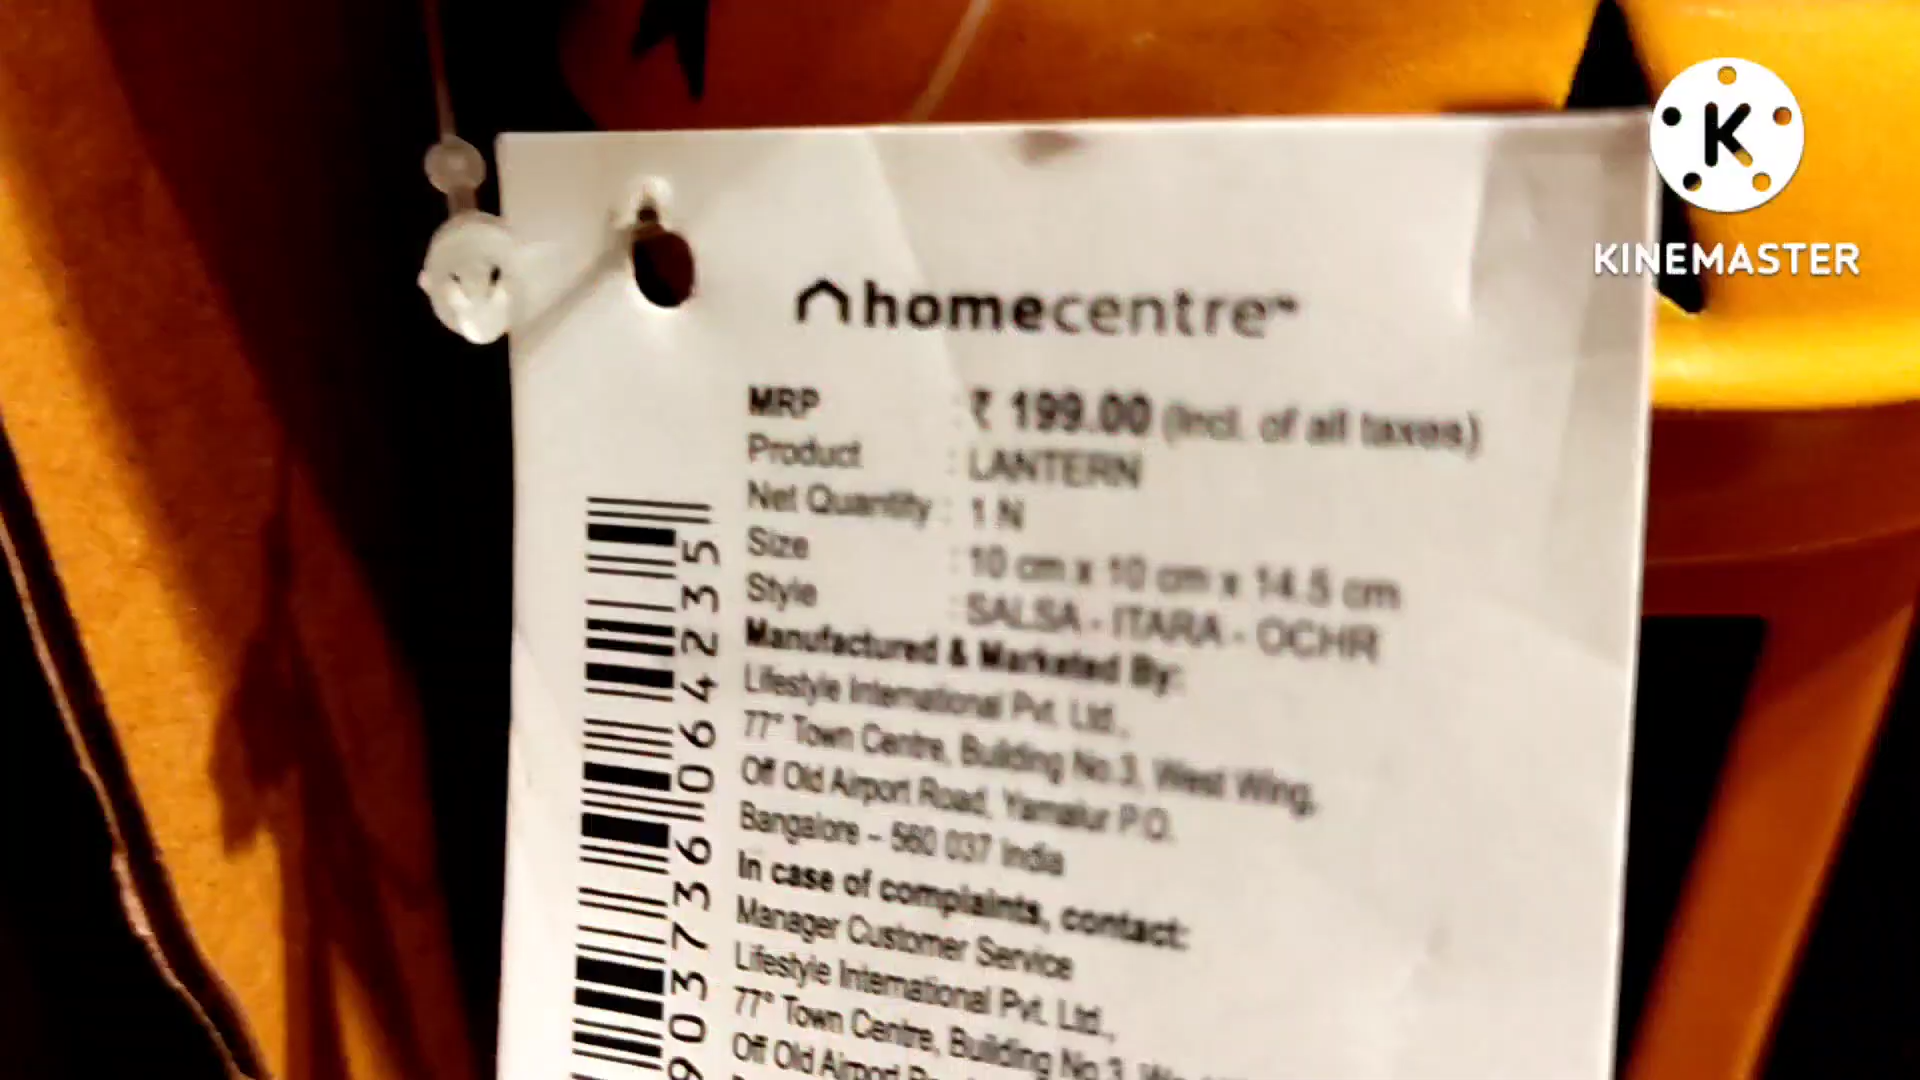 KINEMASTER
homecentre™
MRP : ₹ 199.00 (Incl. of all taxes)
Product : LANTERN
Net Quantity : 1 N
Size : 10 cm x 10 cm x 14.5 cm
Style : SALSA - ITARA - OCHR
Manufactured & Marketed By:
Lifestyle International Pvt. Ltd.,
77° Town Centre, Building No.3, West Wing,
Off Old Airport Road, Yamalur P.O.
Bangalore – 560 037 India
In case of complaints, contact:
Manager Customer Service
Lifestyle International Pvt. Ltd.,
77° Town Centre, Building No.3,
Off Old Airport
903736064235